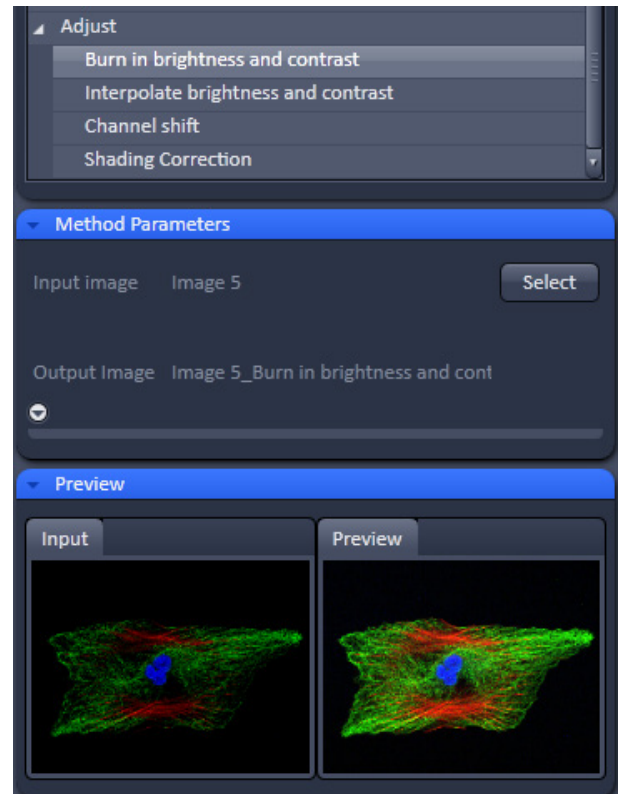 Adjust
Burn in brightness and contrast
Interpolate brightness and contrast
Channel shift
Shading Correction
Method Parameters
Input image Image 5 Select
Output Image Image 5_Burn in brightness and cont
Preview
Input Preview